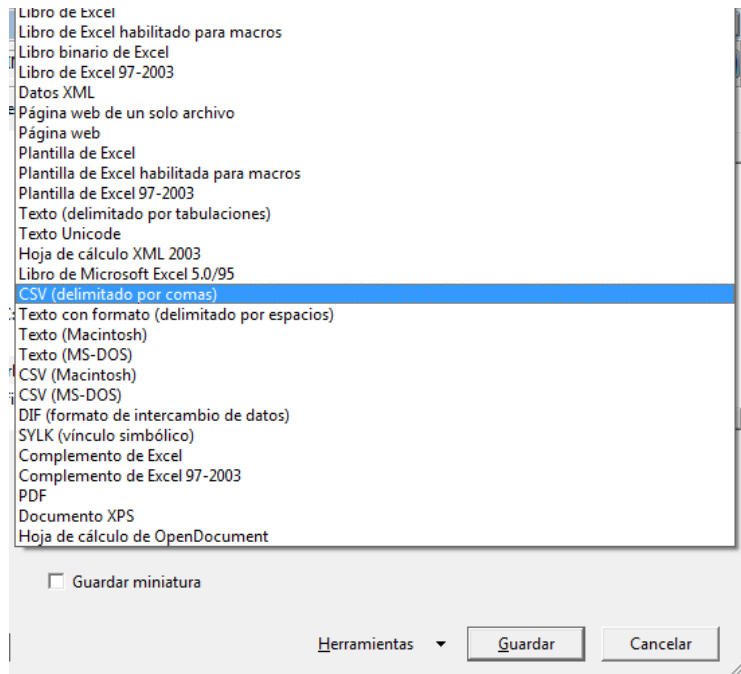 Libro de Excel
Libro de Excel habilitado para macros
Libro binario de Excel
Libro de Excel 97-2003
Datos XML
Página web de un solo archivo
Página web
Plantilla de Excel
Plantilla de Excel habilitada para macros
Plantilla de Excel 97-2003
Texto (delimitado por tabulaciones)
Texto Unicode
Hoja de cálculo XML 2003
Libro de Microsoft Excel 5.0/95
CSV (delimitado por comas)
Texto con formato (delimitado por espacios)
Texto (Macintosh)
Texto (MS-DOS)
CSV (Macintosh)
CSV (MS-DOS)
DIF (formato de intercambio de datos)
SYLK (vínculo simbólico)
Complemento de Excel
Complemento de Excel 97-2003
PDF
Documento XPS
Hoja de cálculo de OpenDocument
Guardar miniatura
Herramientas Guardar Cancelar